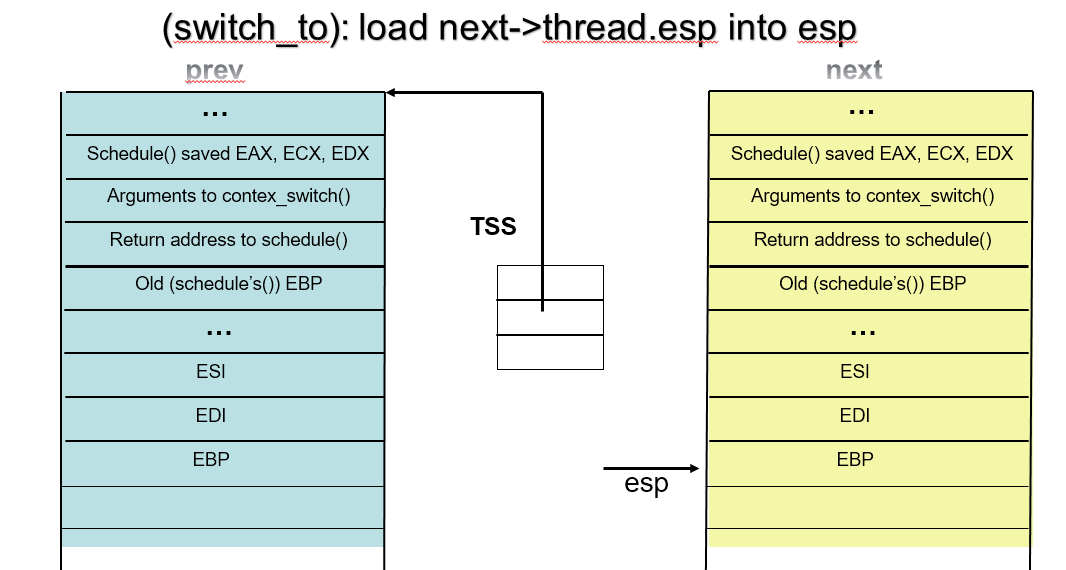 (switch_to): load next->thread.esp into esp
prev
next
...
Schedule() saved EAX, ECX, EDX
Arguments to contex_switch()
Return address to schedule()
Old (schedule’s()) EBP
...
ESI
EDI
EBP
TSS
esp
...
Schedule() saved EAX, ECX, EDX
Arguments to contex_switch()
Return address to schedule()
Old (schedule’s()) EBP
...
ESI
EDI
EBP